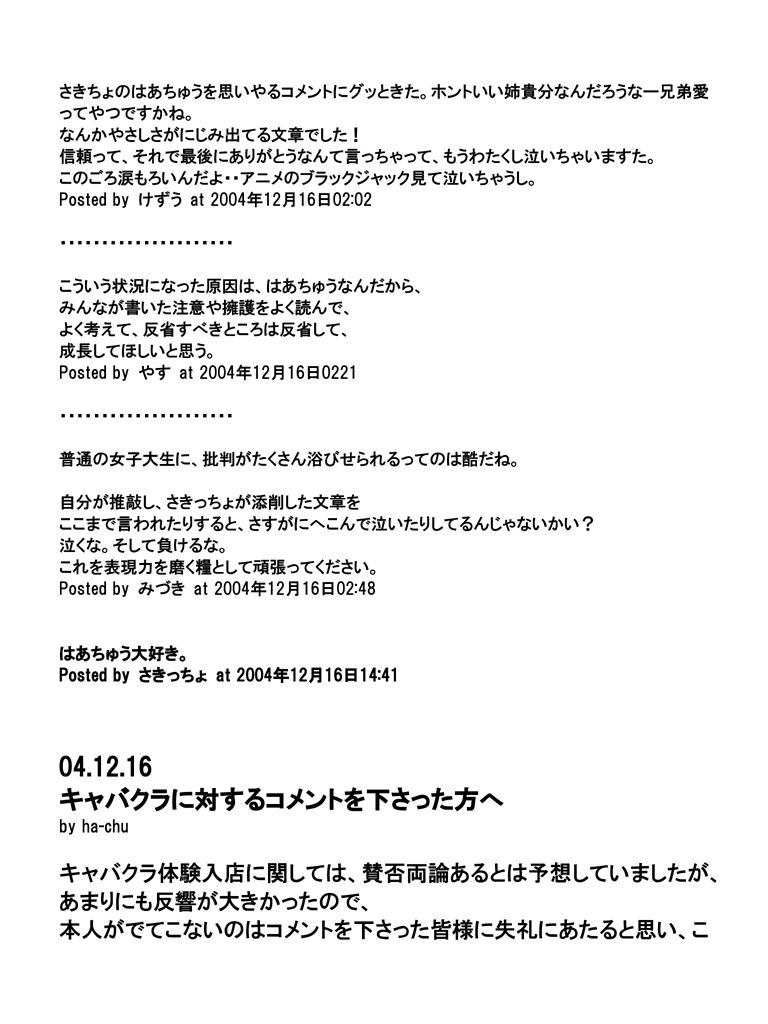 さきちょのはあちゅうを思いやるコメントにグッときた。ホントいい姉貴分なんだろうなー兄弟愛
ってやつですかね。
なんかやさしさがにじみ出てる文章でした！
信頼って、それで最後にありがとうなんて言っちゃって、もうわたくし泣いちゃいますた。
このごろ涙もろいんだよ・・アニメのブラックジャック見て泣いちゃうし。
Posted by けずう at 2004年12月16日02:02
・・・・・・・・・・・・・・・・・・・・・
こういう状況になった原因は、はあちゅうなんだから、
みんなが書いた注意や擁護をよく読んで、
よく考えて、反省すべきところは反省して、
成長してほしいと思う。
Posted by やす at 2004年12月16日0221
・・・・・・・・・・・・・・・・・・・・・
普通の女子大生に、批判がたくさん浴びせられるってのは酷だね。
自分が推敲し、さきっちょが添削した文章を
ここまで言われたりすると、さすがにへこんで泣いたりしてるんじゃないかい？
泣くな。そして負けるな。
これを表現力を磨く糧として頑張ってください。
Posted by みづき at 2004年12月16日02:48
はあちゅう大好き。
Posted by さきっちょ at 2004年12月16日14:41
04.12.16
キャバクラに対するコメントを下さった方へ
by ha-chu
キャバクラ体験入店に関しては、賛否両論あるとは予想していましたが、
あまりにも反響が大きかったので、
本人がでてこないのはコメントを下さった皆様に失礼にあたると思い、こ